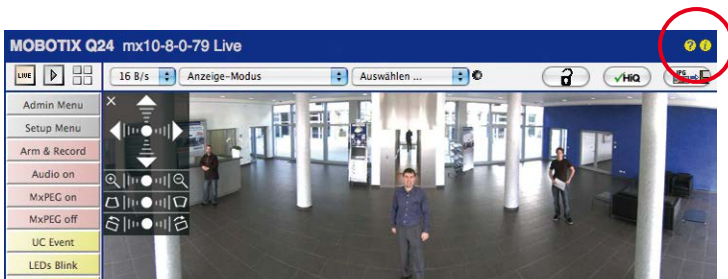 MOBOTIX Q24 mx10-8-0-79 Live
? i
LIVE
16 B/s
Anzeige-Modus
Auswählen ...
HiQ
JPG
Admin Menu
Setup Menu
Arm & Record
Audio on
MxPEG on
MxPEG off
UC Event
LEDs Blink